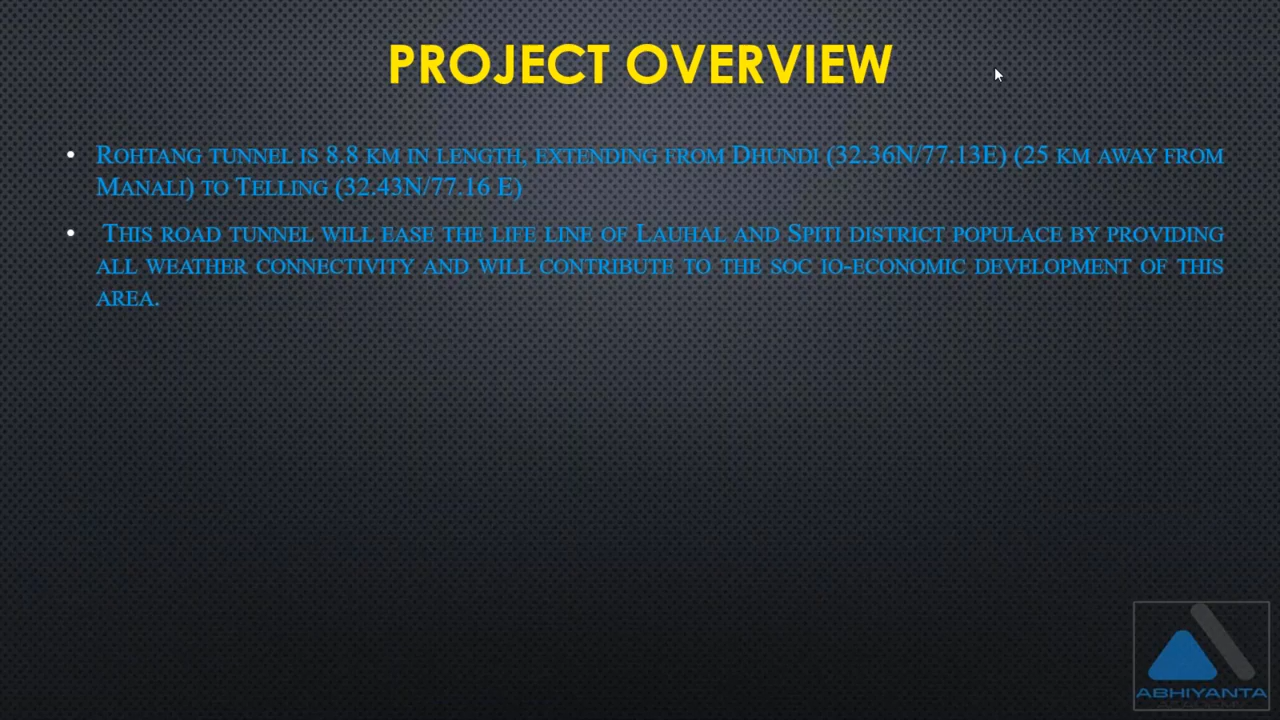 PROJECT OVERVIEW
• ROHTANG TUNNEL IS 8.8 KM IN LENGTH, EXTENDING FROM DHUNDI (32.36N/77.13E) (25 KM AWAY FROM
MANALI) TO TELLING (32.43N/77.16 E)
• THIS ROAD TUNNEL WILL EASE THE LIFE LINE OF LAUHAL AND SPITI DISTRICT POPULACE BY PROVIDING
ALL WEATHER CONNECTIVITY AND WILL CONTRIBUTE TO THE SOC IO-ECONOMIC DEVELOPMENT OF THIS
AREA.
ABHIYANTA